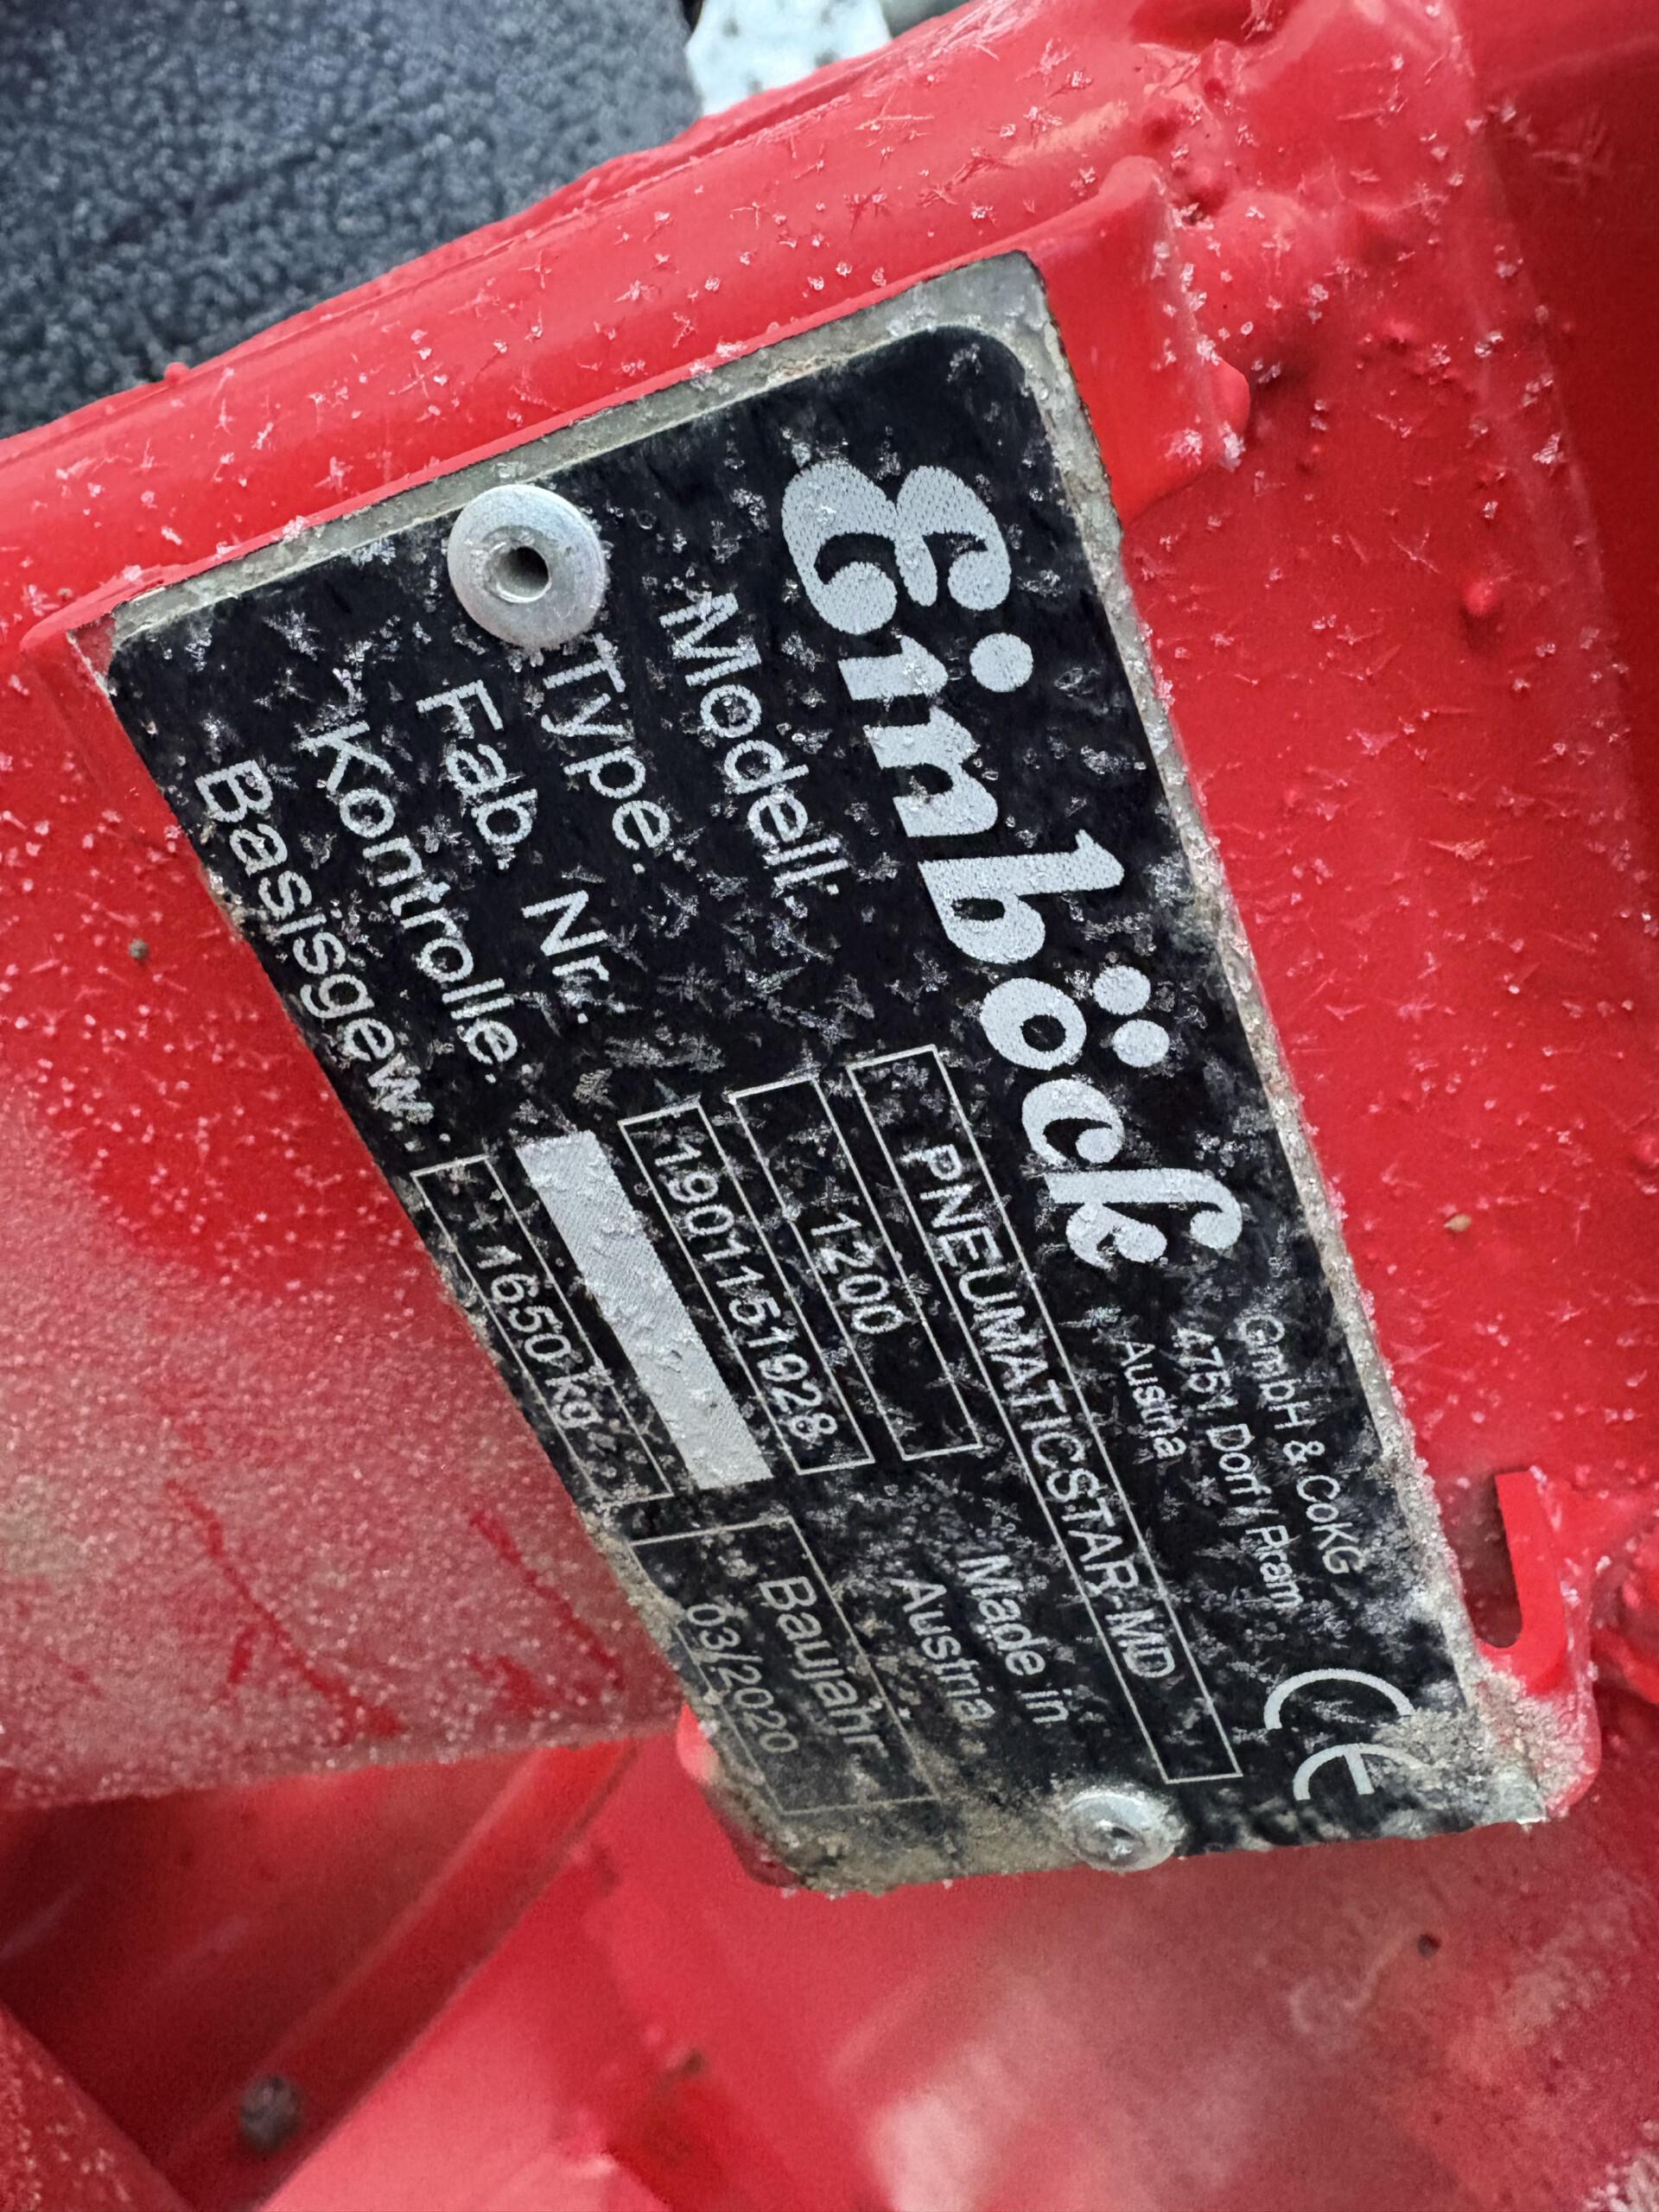 Einböck
GmbH & CoKG
4751 Dorf / Pram
Austria
CE
Modell: PNEUMATICSTAR-MD
Type: 1200
Fab. Nr.: 1901151928
Kontrolle:
Basisgew.: 1650 kg
Made in
Austria
Baujahr
03/2020